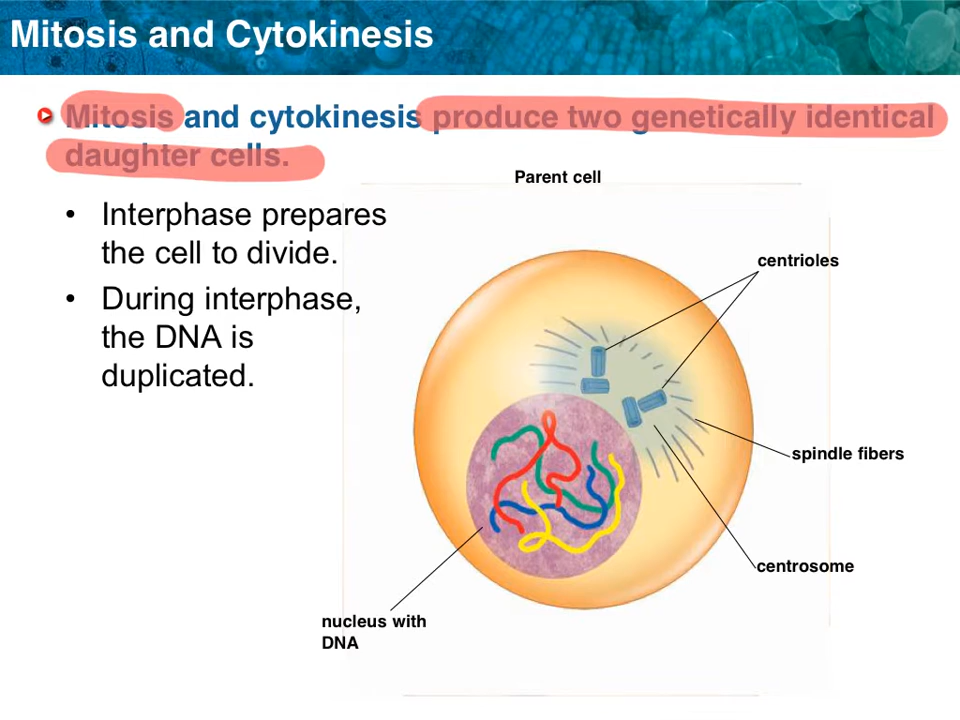 Mitosis and Cytokinesis
Mitosis and cytokinesis produce two genetically identical
daughter cells.
Parent cell
• Interphase prepares
the cell to divide.
• During interphase,
the DNA is
duplicated.
centrioles
spindle fibers
centrosome
nucleus with
DNA